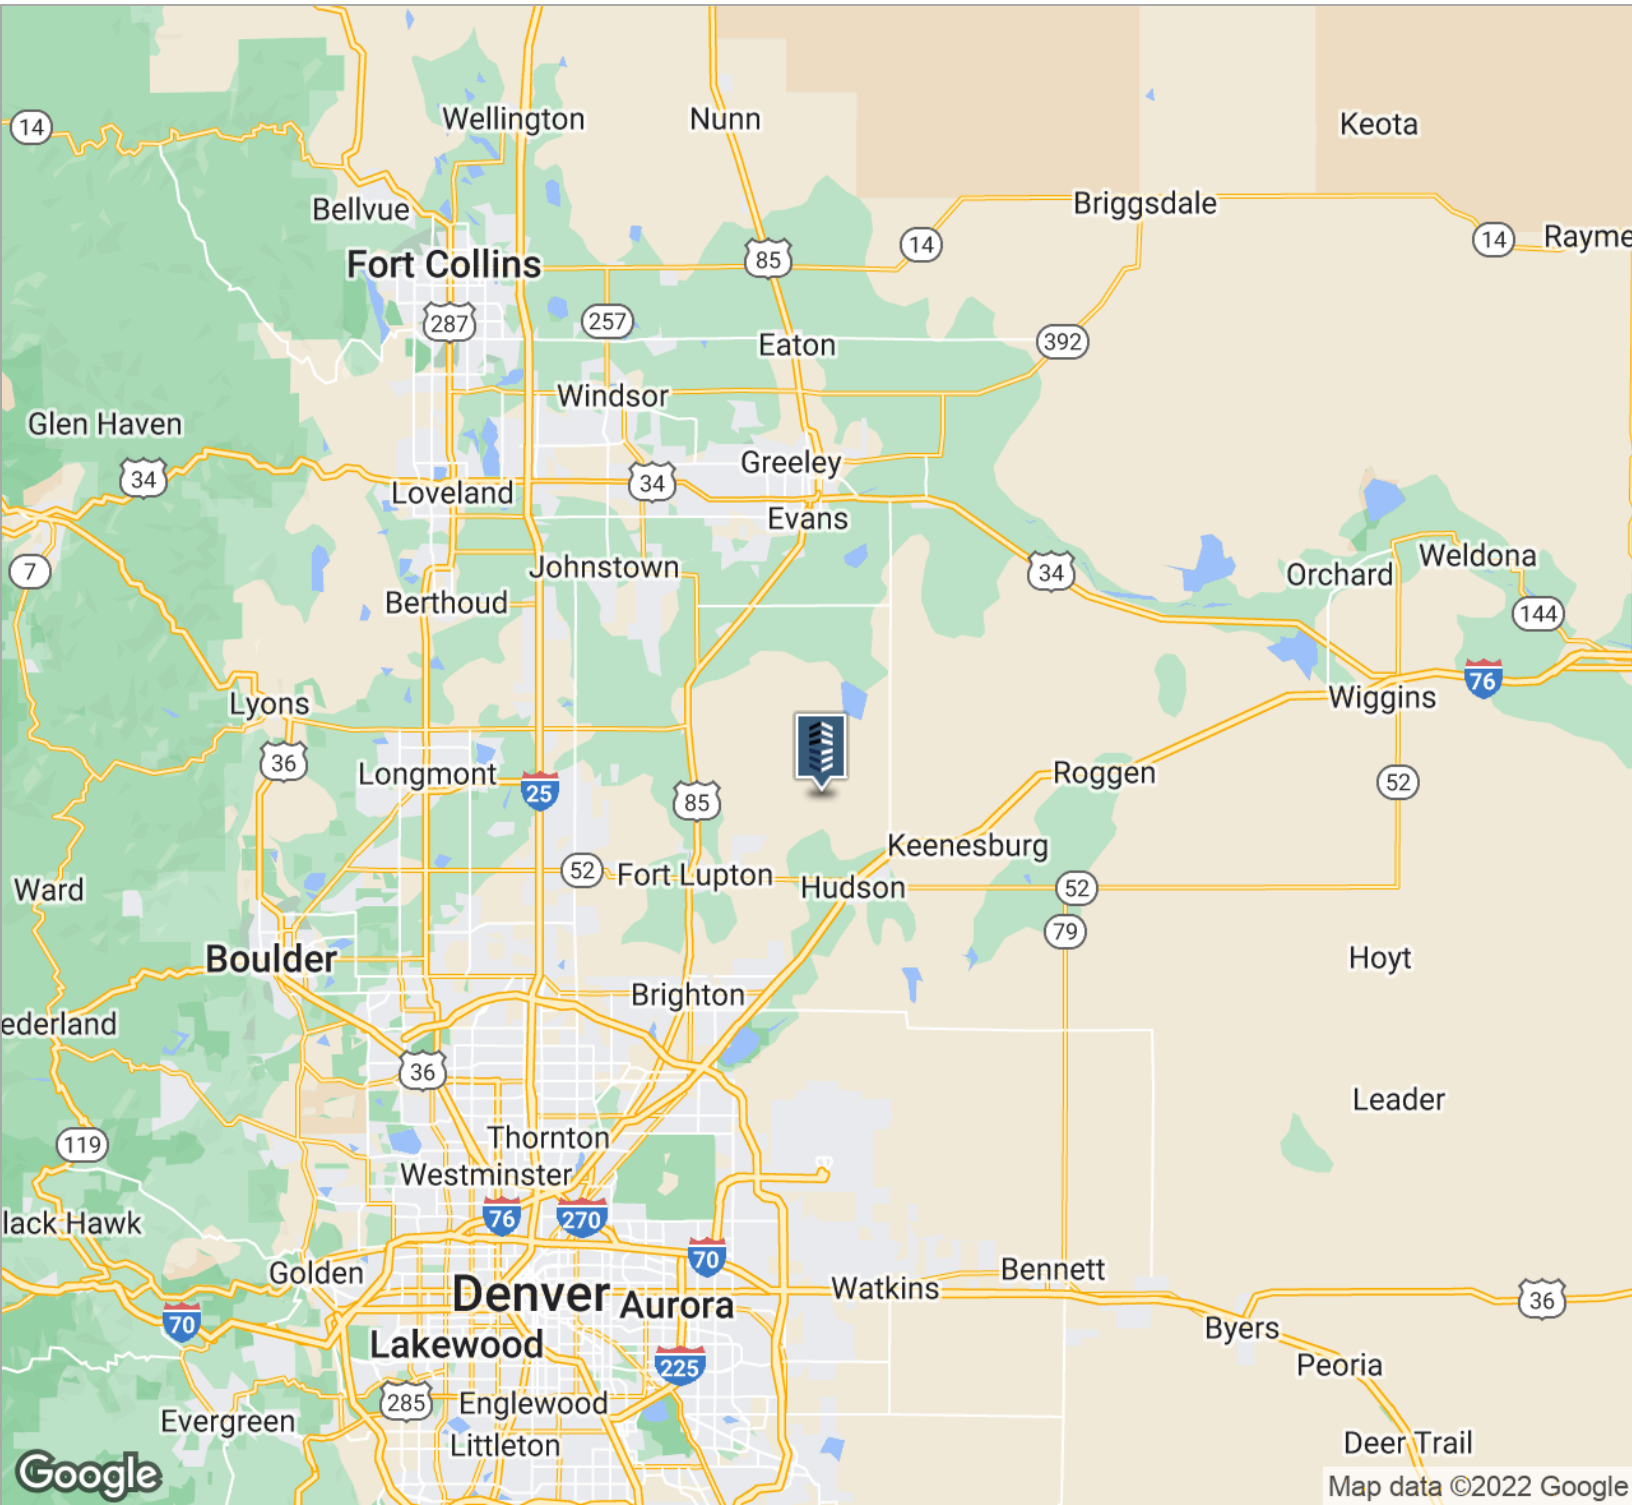 14
Wellington
Nunn
Keota
Bellvue
Briggsdale
Fort Collins
85
14
14
Rayme
287
257
Eaton
392
Windsor
Glen Haven
34
Loveland
34
Greeley
Evans
7
Johnstown
34
Orchard
Weldona
Berthoud
144
Lyons
76
Wiggins
36
Longmont
25
85
Roggen
52
Ward
52
Fort Lupton
Keenesburg
Hudson
52
79
Boulder
Hoyt
ederland
Brighton
36
Leader
119
Thornton
Westminster
lack Hawk
76
270
70
Golden
Denver
Aurora
Watkins
Bennett
36
70
Lakewood
225
Byers
Peoria
285
Englewood
Evergreen
Littleton
Deer Trail
Google
Map data ©2022 Google